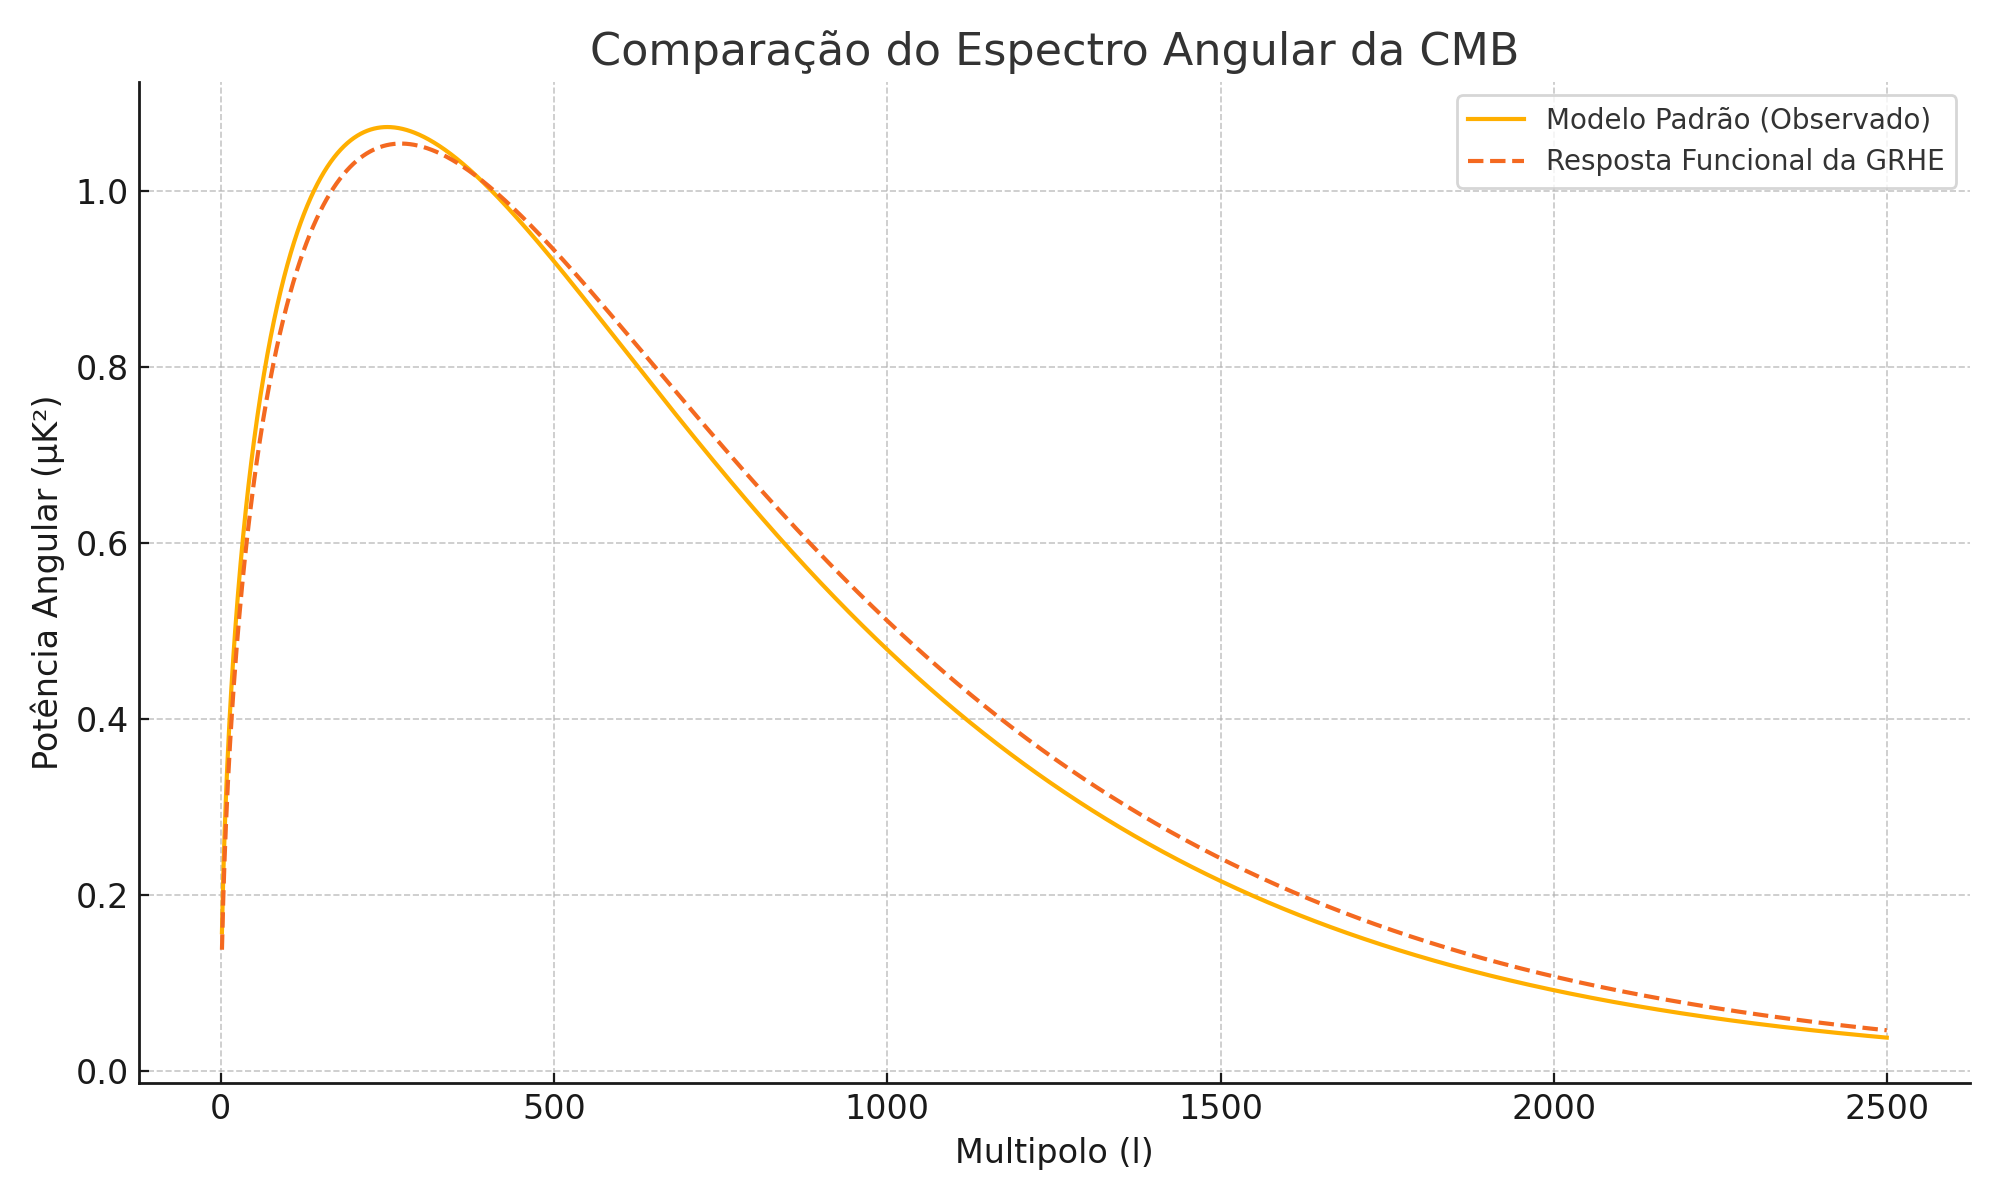 Comparação do Espectro Angular da CMB
Modelo Padrão (Observado)
Resposta Funcional da GRHE
Potência Angular (μK²)
1.0
0.8
0.6
0.4
0.2
0.0
0 500 1000 1500 2000 2500
Multipolo (l)